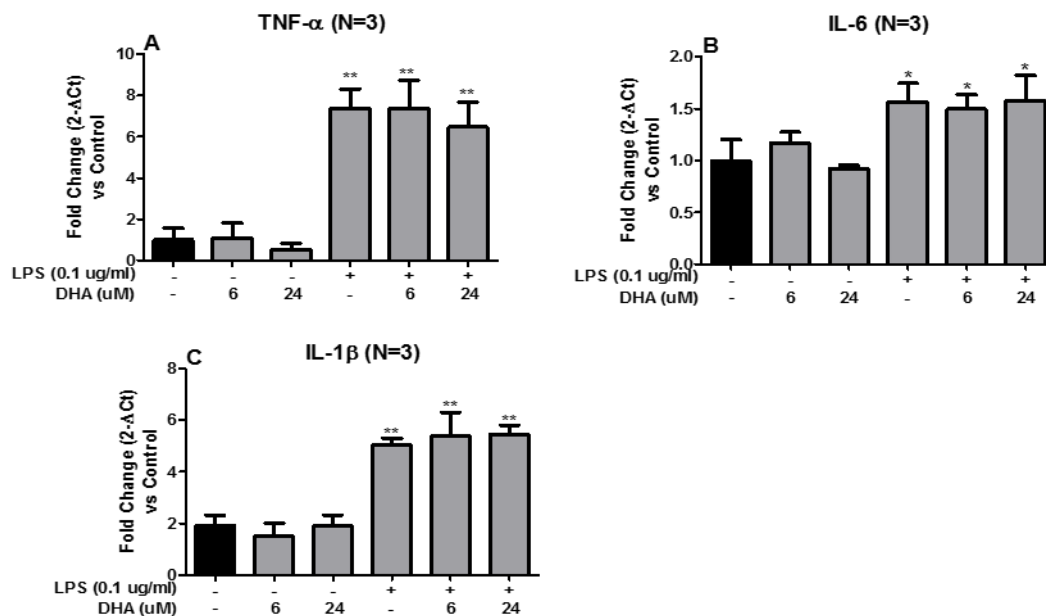 TNF-α (N=3)
A
Fold Change (2-ΔCt)
vs Control
10
8
6
4
2
0
** ** **
LPS (0.1 ug/ml) - - - + + +
DHA (uM) - 6 24 - 6 24
IL-6 (N=3)
B
Fold Change (2-ΔCt)
vs Control
2.0
1.5
1.0
0.5
0.0
* * *
LPS (0.1 ug/ml) - - - + + +
DHA (uM) - 6 24 - 6 24
IL-1β (N=3)
C
Fold Change (2-ΔCt)
vs Control
8
6
4
2
0
** ** **
LPS (0.1 ug/ml) - - - + + +
DHA (uM) - 6 24 - 6 24